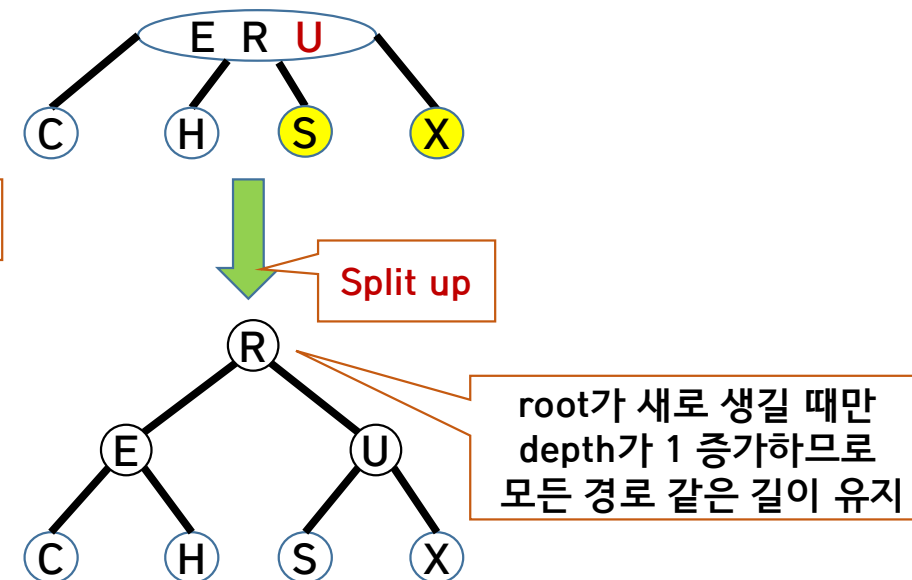 E R U
C H S X
Split up
R
root가 새로 생길 때만
depth가 1 증가하므로
모든 경로 같은 길이 유지
E U
C H S X